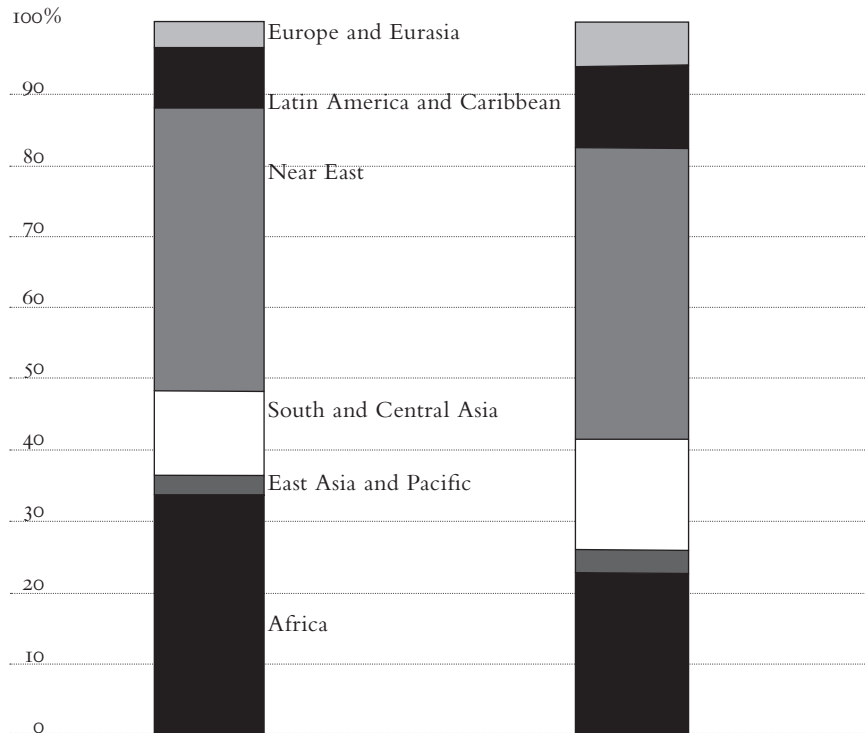 100%
Europe and Eurasia
90
Latin America and Caribbean
80
Near East
70
60
50
South and Central Asia
40
East Asia and Pacific
30
20
Africa
10
0